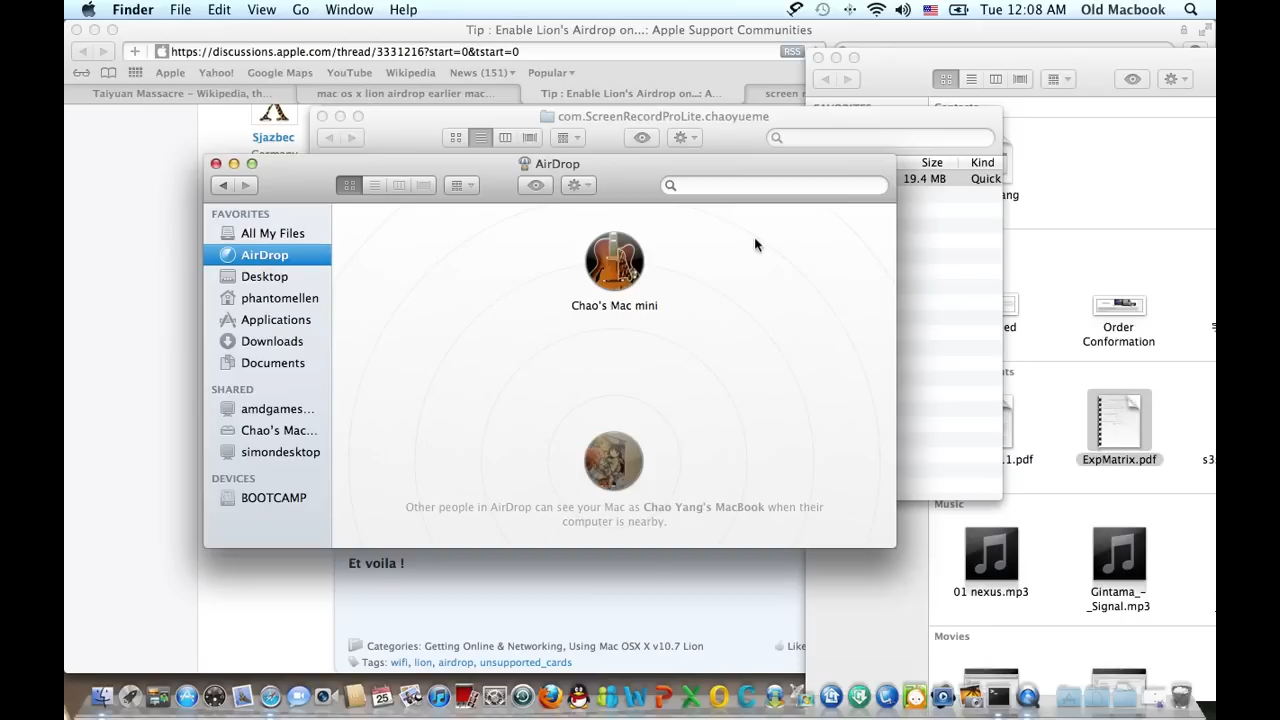 Finder File Edit View Go Window Help Tue 12:08 AM Old Macbook
Tip : Enable Lion's Airdrop on...: Apple Support Communities
https://discussions.apple.com/thread/3331216?start=0&tstart=0 RSS
Apple Yahoo! Google Maps YouTube Wikipedia News (151) Popular
Taiyuan Massacre – Wikipedia, th... mac os x lion airdrop earlier mac... Tip : Enable Lion's Airdrop on...: A... screen
Sjazbec
com.ScreenRecordProLite.chaoyueme
AirDrop
Size Kind
19.4 MB Quick
FAVORITES
All My Files
AirDrop
Desktop
phantomellen
Applications
Downloads
Documents
SHARED
amdgames...
Chao's Mac...
simondesktop
DEVICES
BOOTCAMP
Chao's Mac mini
Other people in AirDrop can see your Mac as Chao Yang's MacBook when their
computer is nearby.
Order
Conformation
1.pdf
ExpMatrix.pdf
Music
01 nexus.mp3
Gintama_-
_Signal.mp3
Movies
Et voila !
Categories: Getting Online & Networking, Using Mac OSX X v10.7 Lion
Like
Tags: wifi, lion, airdrop, unsupported_cards